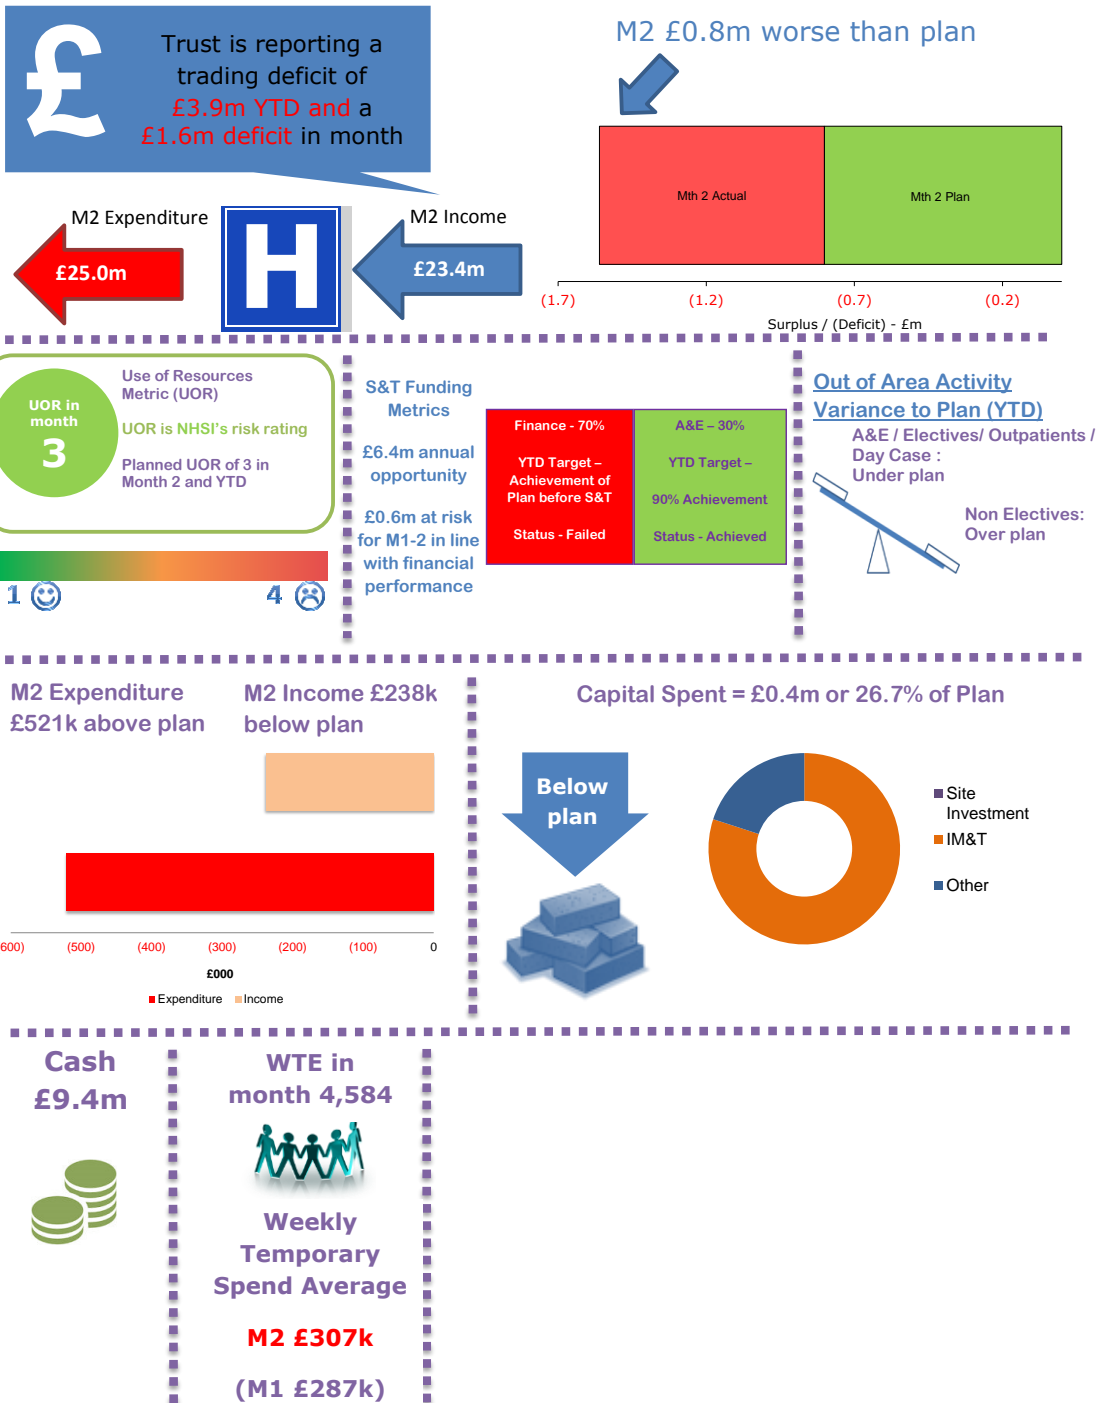 £
Trust is reporting a
trading deficit of
£3.9m YTD and a
£1.6m deficit in month
M2 £0.8m worse than plan
Mth 2 Actual
Mth 2 Plan
(1.7)
(1.2)
(0.7)
(0.2)
Surplus / (Deficit) - £m
M2 Expenditure
£25.0m
H
M2 Income
£23.4m
UOR in
month
3
Use of Resources
Metric (UOR)
UOR is NHSI's risk rating
Planned UOR of 3 in
Month 2 and YTD
1
4
S&T Funding
Metrics
£6.4m annual
opportunity
£0.6m at risk
for M1-2 in line
with financial
performance
Finance - 70%
YTD Target –
Achievement of
Plan before S&T
Status - Failed
A&E – 30%
YTD Target –
90% Achievement
Status - Achieved
Out of Area Activity
Variance to Plan (YTD)
A&E / Electives/ Outpatients /
Day Case :
Under plan
Non Electives:
Over plan
M2 Expenditure
£521k above plan
M2 Income £238k
below plan
600)
(500)
(400)
(300)
(200)
(100)
0
£000
Expenditure
Income
Capital Spent = £0.4m or 26.7% of Plan
Below
plan
Site
Investment
IM&T
Other
Cash
£9.4m
WTE in
month 4,584
Weekly
Temporary
Spend Average
M2 £307k
(M1 £287k)